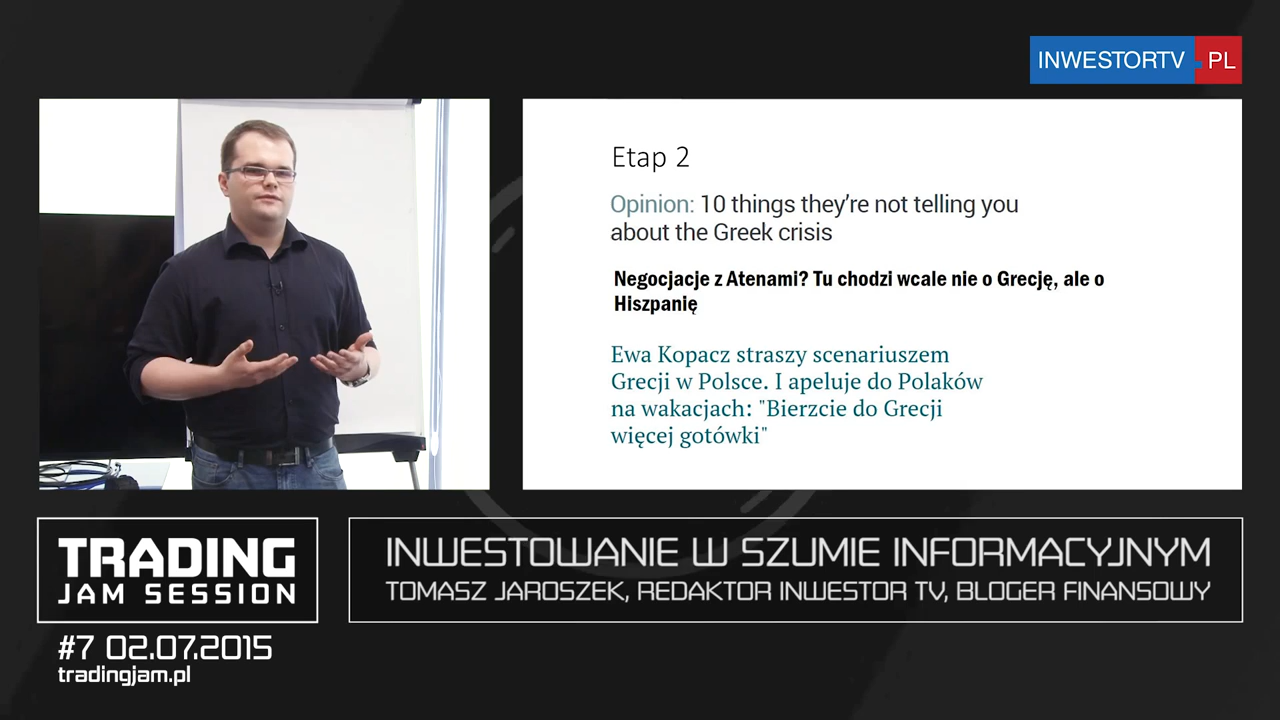 INWESTORTV.PL
Etap 2
Opinion: 10 things they're not telling you
about the Greek crisis
Negocjacje z Atenami? Tu chodzi wcale nie o Grecję, ale o
Hiszpanię
Ewa Kopacz straszy scenariuszem
Grecji w Polsce. I apeluje do Polaków
na wakacjach: "Bierzcie do Grecji
więcej gotówki"
TRADING
JAM SESSION
#7 02.07.2015
tradingjam.pl
INWESTOWANIE W SZUMIE INFORMACYJNYM
TOMASZ JAROSZEK, REDAKTOR INWESTOR TV, BLOGER FINANSOWY